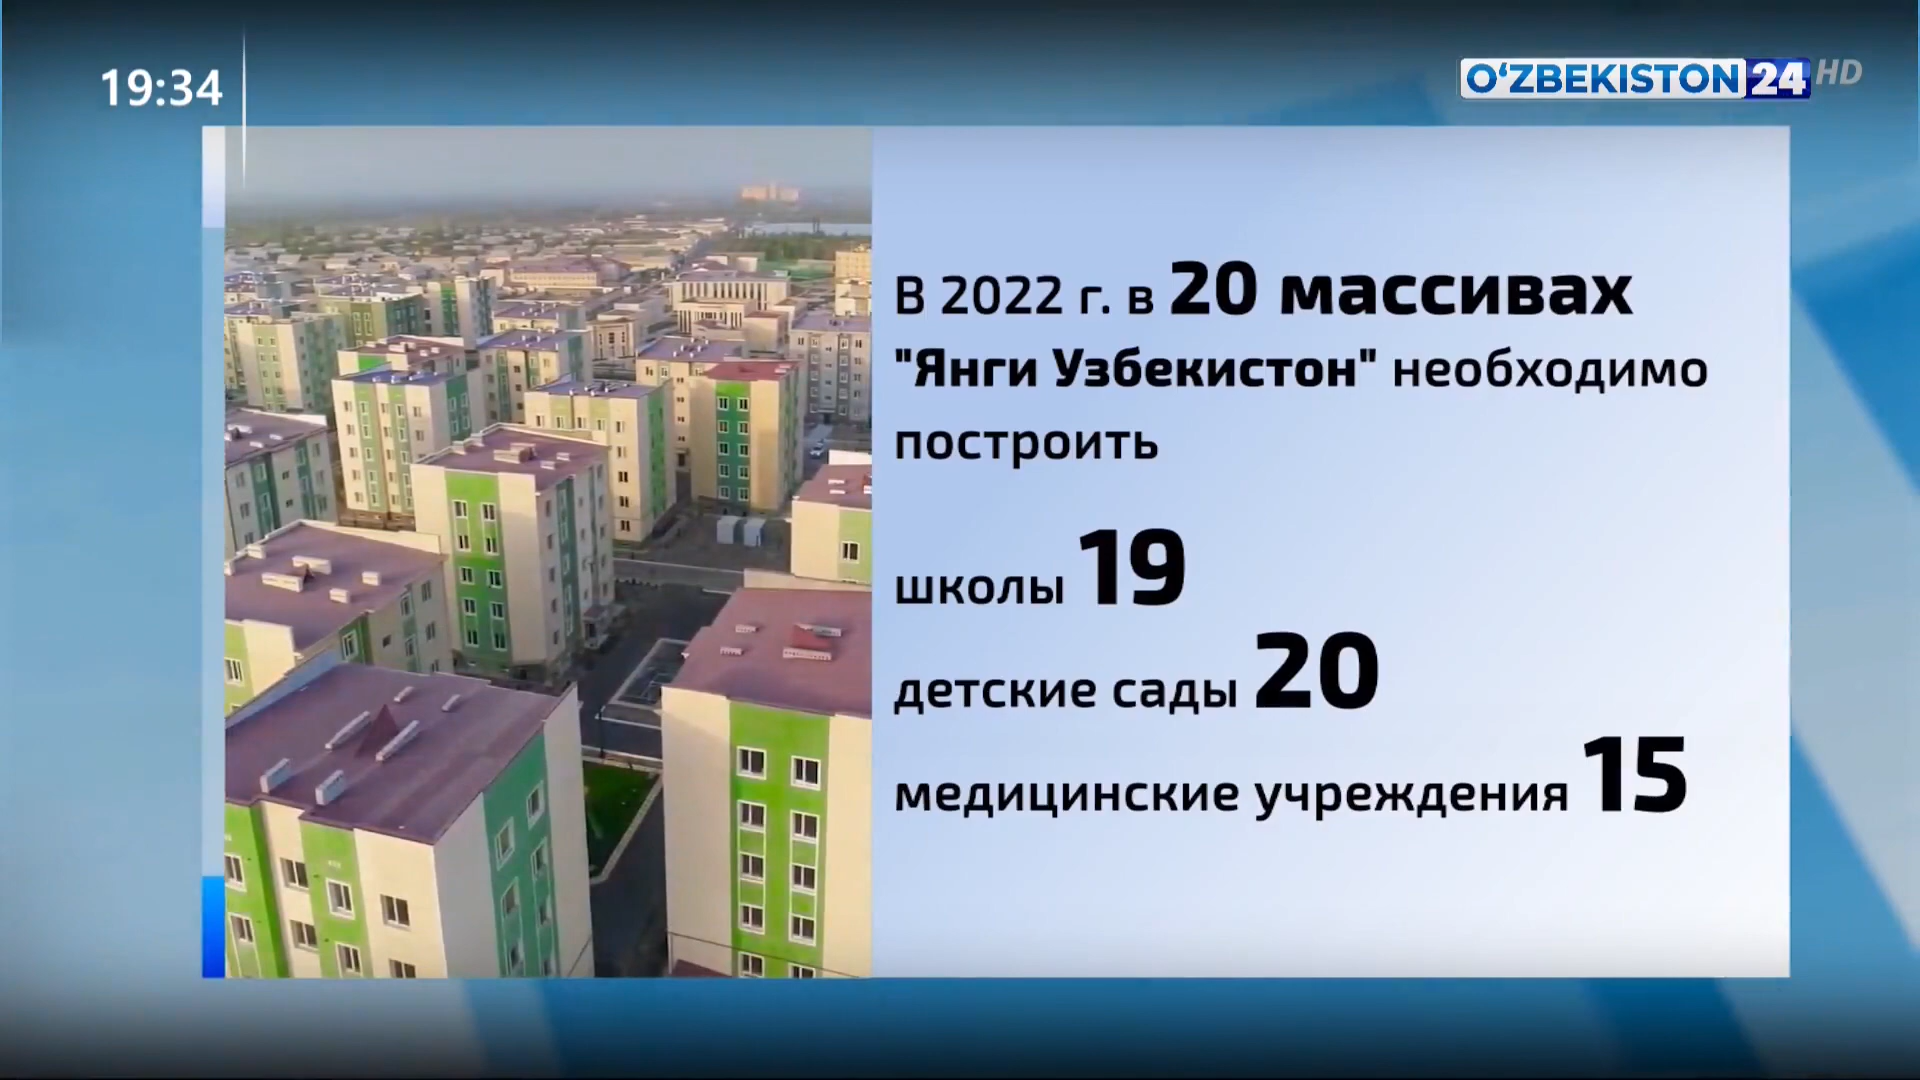 19:34
O‘ZBEKISTON 24 HD
В 2022 г. в 20 массивах
"Янги Узбекистон" необходимо
построить
школы 19
детские сады 20
медицинские учреждения 15